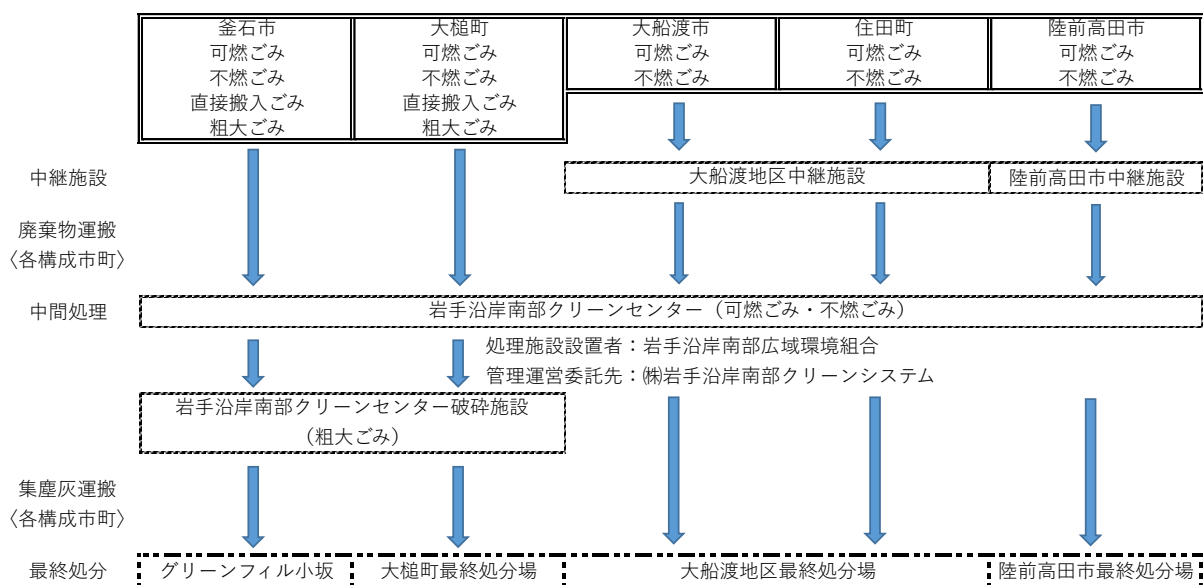 釜石市
可燃ごみ
不燃ごみ
直接搬入ごみ
粗大ごみ
大槌町
可燃ごみ
不燃ごみ
直接搬入ごみ
粗大ごみ
大船渡市
可燃ごみ
不燃ごみ
住田町
可燃ごみ
不燃ごみ
陸前高田市
可燃ごみ
不燃ごみ
中継施設
大船渡地区中継施設
陸前高田市中継施設
廃棄物運搬
〈各構成市町〉
中間処理
岩手沿岸南部クリーンセンター（可燃ごみ・不燃ごみ）
処理施設設置者：岩手沿岸南部広域環境組合
管理運営委託先：㈱岩手沿岸南部クリーンシステム
岩手沿岸南部クリーンセンター破砕施設
（粗大ごみ）
集塵灰運搬
〈各構成市町〉
最終処分
グリーンフィル小坂
大槌町最終処分場
大船渡地区最終処分場
陸前高田市最終処分場